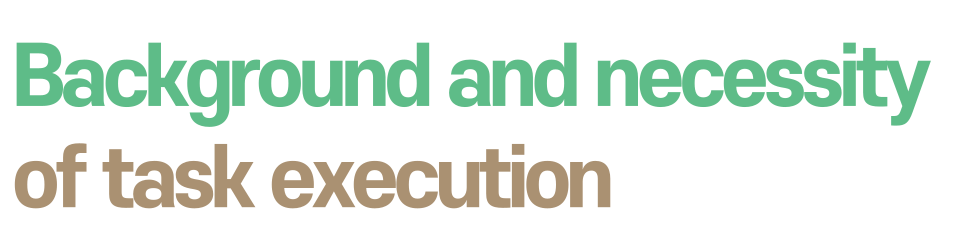 Background and necessity
of task execution